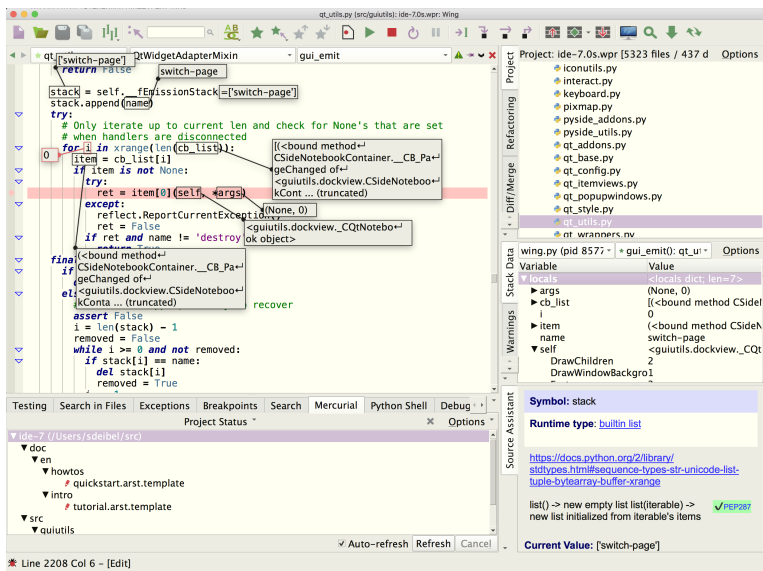 qt_utils.py (src/guiutils): ide-7.0s.wpr: Wing
QtWidgetAdapterMixin
gui_emit
['switch-page']
return False
switch-page
stack = self.__fEmissionStack =['switch-page']
stack.append(name)
try:
# Only iterate up to current len and check for None's that are set
# when handlers are disconnected
for i in xrange(len(cb_list)):
0
item = cb_list[i]
if item is not None:
try:
ret = item[0](self, *args)
except:
reflect.ReportCurrentException()
ret = False
if ret and name != 'destroy
[(<bound method↵
CSideNotebookContainer.__CB_Pa↵
geChanged of↵
<guiutils.dockview.CSideNoteboo↵
kCont ... (truncated)
(None, 0)
<guiutils.dockview._CQtNotebo↵
ok object>
(<bound method↵
CSideNotebookContainer.__CB_Pa↵
geChanged of↵
<guiutils.dockview.CSideNoteboo↵
kConta ... (truncated)
fina
if
el
recover
assert False
i = len(stack) - 1
removed = False
while i >= 0 and not removed:
if stack[i] == name:
del stack[i]
removed = True
Testing Search in Files Exceptions Breakpoints Search Mercurial Python Shell Debug
Project Status
Options
ide-7 (/Users/sdeibel/src)
doc
en
howtos
quickstart.arst.template
intro
tutorial.arst.template
src
guiutils
Auto-refresh Refresh Cancel
Line 2208 Col 6 - [Edit]
Project
Refactoring
Diff/Merge
Project: ide-7.0s.wpr [5323 files / 437 d Options
iconutils.py
interact.py
keyboard.py
pixmap.py
pyside_addons.py
pyside_utils.py
qt_addons.py
qt_base.py
qt_config.py
qt_itemviews.py
qt_popupwindows.py
qt_style.py
qt_utils.py
qt_wrappers.py
Stack Data
Warnings
wing.py (pid 8577 gui_emit(): qt_u Options
Variable Value
locals <locals dict; len=7>
args (None, 0)
cb_list [(<bound method CSideN
i 0
item (<bound method CSideN
name switch-page
self <guiutils.dockview._CQt
DrawChildren 2
DrawWindowBackgro 1
Source Assistant
Symbol: stack
Runtime type: builtin list
https://docs.python.org/2/library/
stdtypes.html#sequence-types-str-unicode-list-
tuple-bytearray-buffer-xrange
list() -> new empty list list(iterable) ->
new list initialized from iterable's items
PEP287
Current Value: ['switch-page']